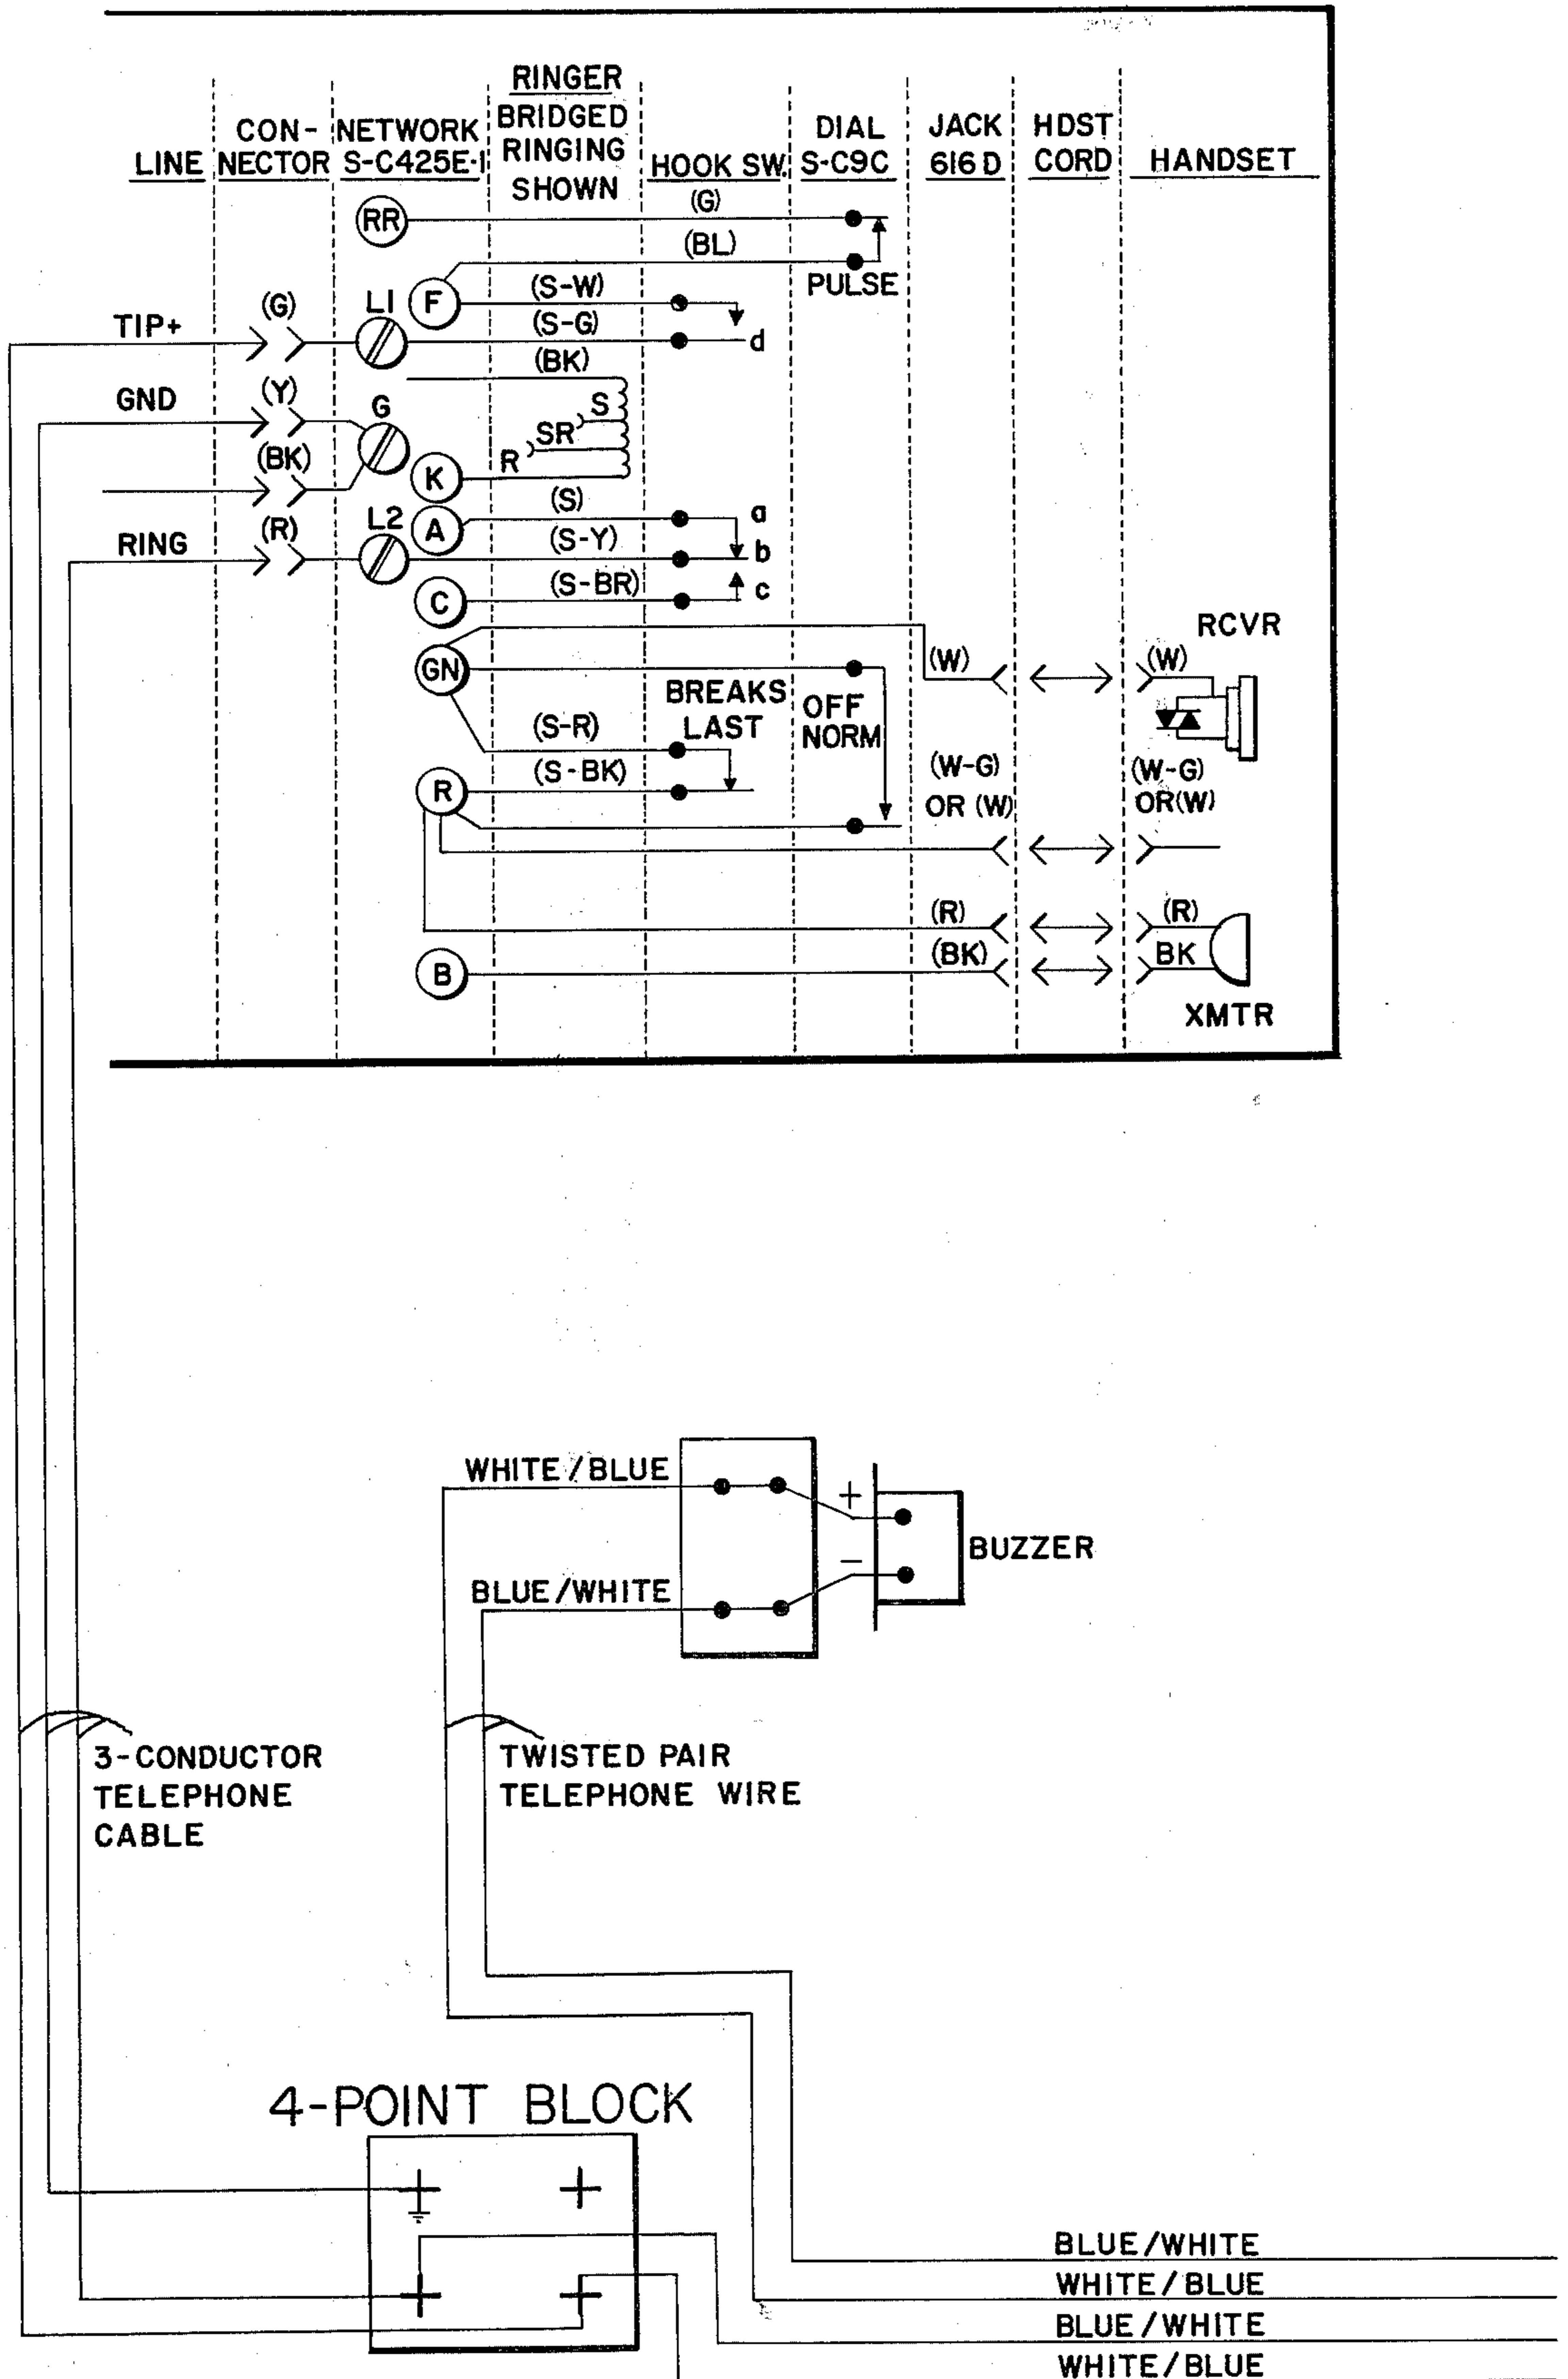 LINE
CON-
NECTOR
NETWORK
S-C425E-1
RINGER
BRIDGED
RINGING
SHOWN
HOOK SW.
DIAL
S-C9C
JACK
616D
HDST
CORD
HANDSET
RR
(G)
(BL)
PULSE
F
(S-W)
TIP+
(G)
L1
(S-G)
d
(BK)
GND
(Y)
G
S
SR
R
(BK)
K
(S)
a
RING
(R)
L2
A
(S-Y)
b
C
(S-BR)
c
RCVR
GN
(W)
(W)
BREAKS
LAST
OFF
NORM
(S-R)
(W-G)
OR (W)
(W-G)
OR(W)
R
(S-BK)
(R)
(R)
B
(BK)
BK
XMTR
WHITE/BLUE
+
BUZZER
−
BLUE/WHITE
3-CONDUCTOR
TELEPHONE
CABLE
TWISTED PAIR
TELEPHONE WIRE
4-POINT BLOCK
BLUE/WHITE
WHITE/BLUE
BLUE/WHITE
WHITE/BLUE